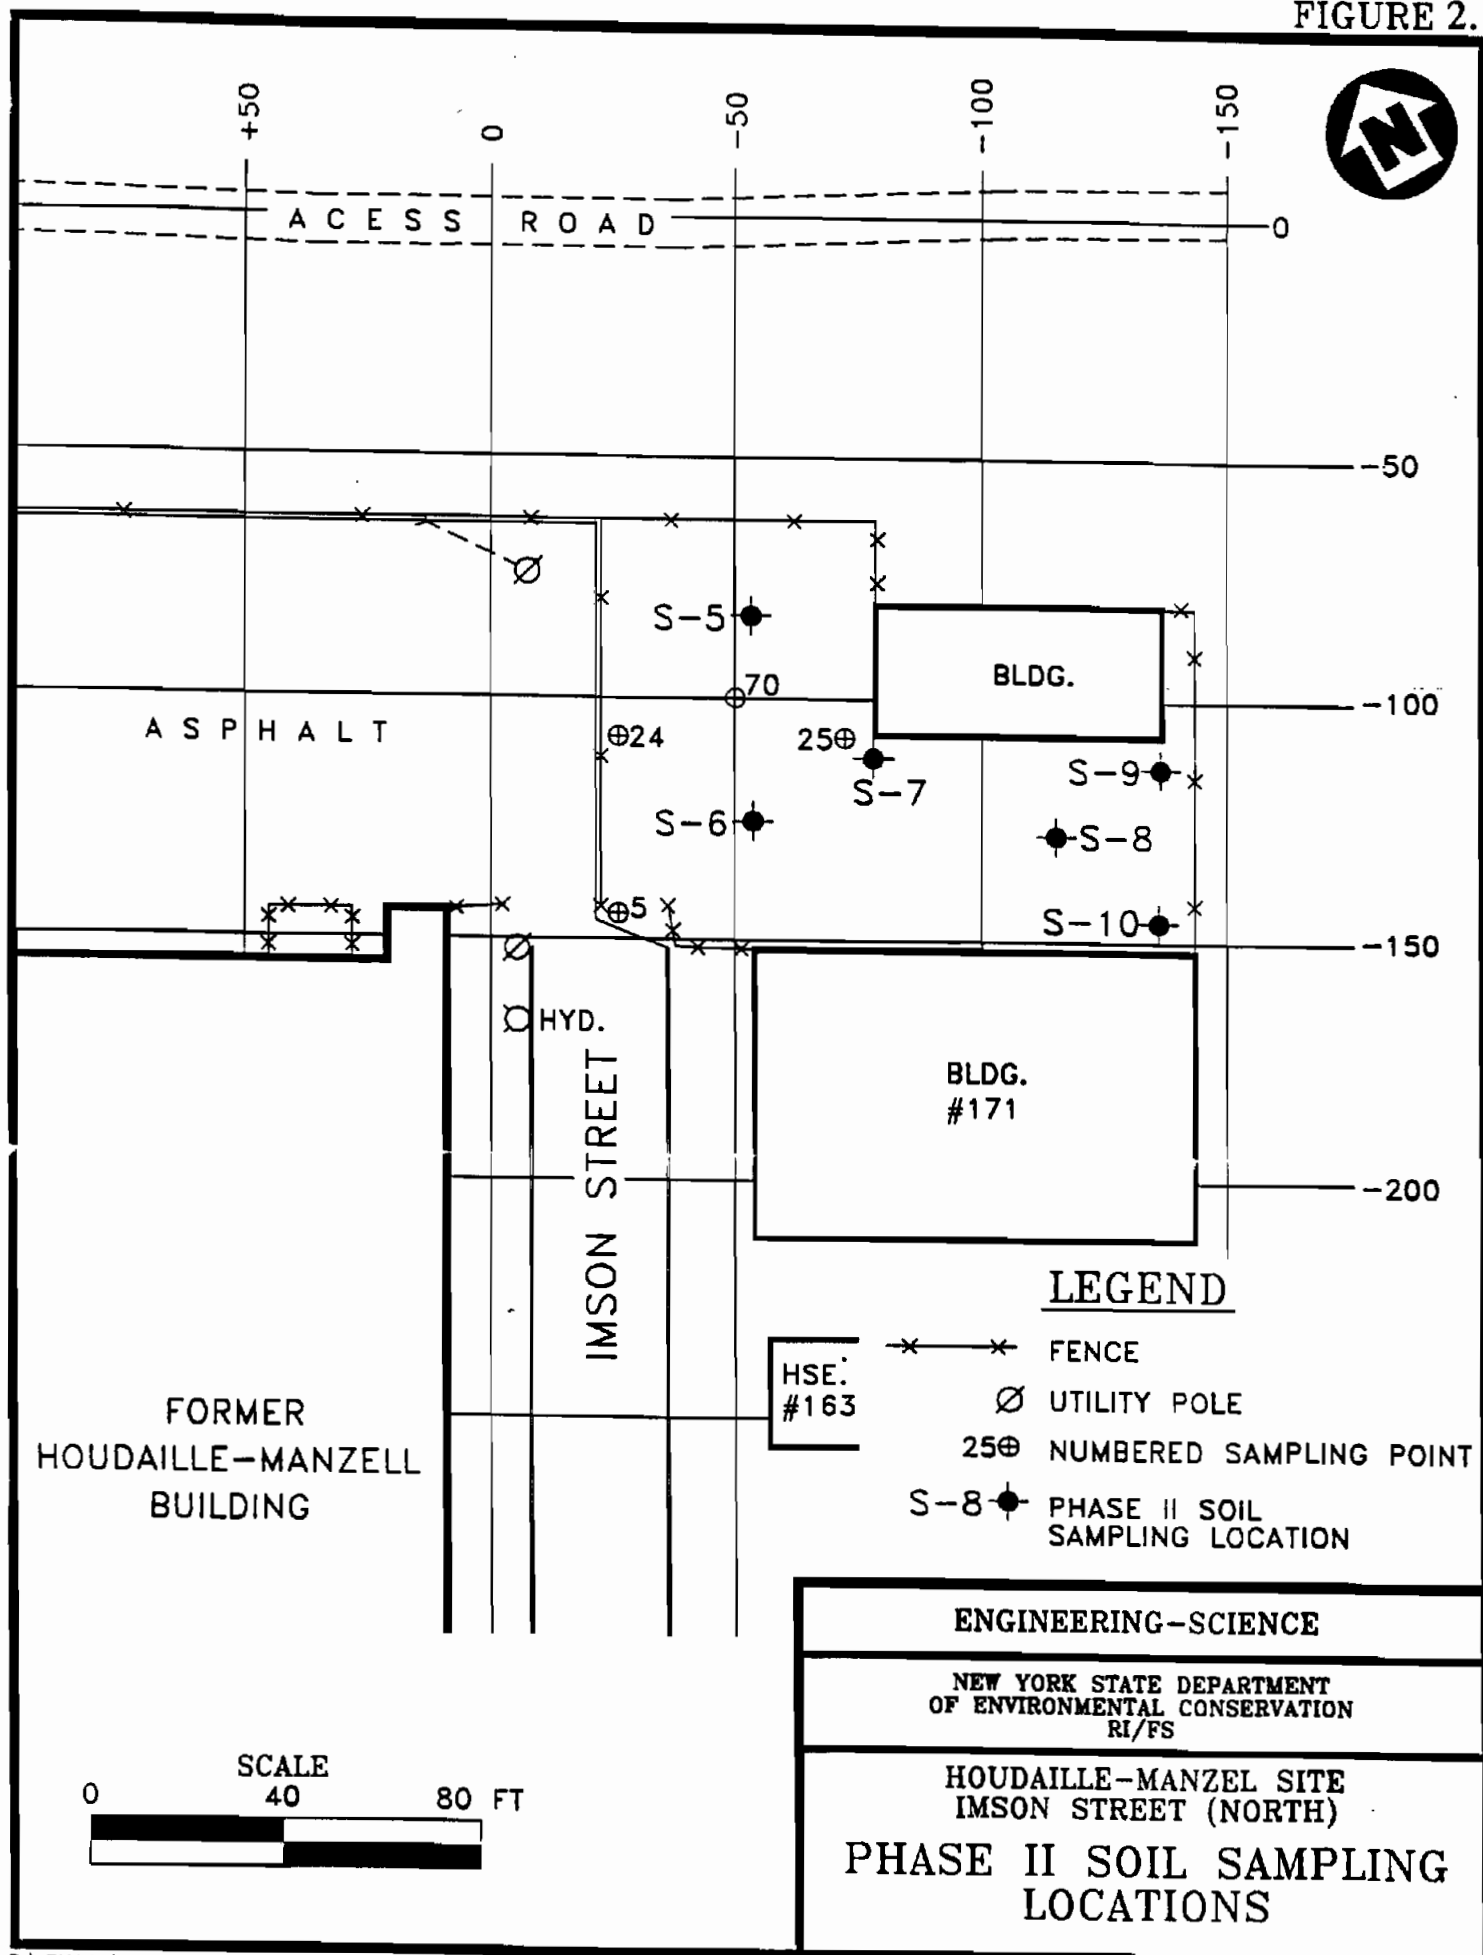 FIGURE 2.
+50
0
-50
-100
-150
N
ACESS ROAD
0
-50
S-5
70
BLDG.
-100
ASPHALT
24
25
S-7
S-9
S-6
S-8
5
S-10
-150
HYD.
BLDG.
#171
IMSON STREET
-200
LEGEND
FENCE
HSE.
#163
UTILITY POLE
25 NUMBERED SAMPLING POINT
S-8 PHASE II SOIL
SAMPLING LOCATION
FORMER
HOUDAILLE-MANZELL
BUILDING
ENGINEERING-SCIENCE
NEW YORK STATE DEPARTMENT
OF ENVIRONMENTAL CONSERVATION
RI/FS
SCALE
0 40 80 FT
HOUDAILLE-MANZEL SITE
IMSON STREET (NORTH)
PHASE II SOIL SAMPLING
LOCATIONS